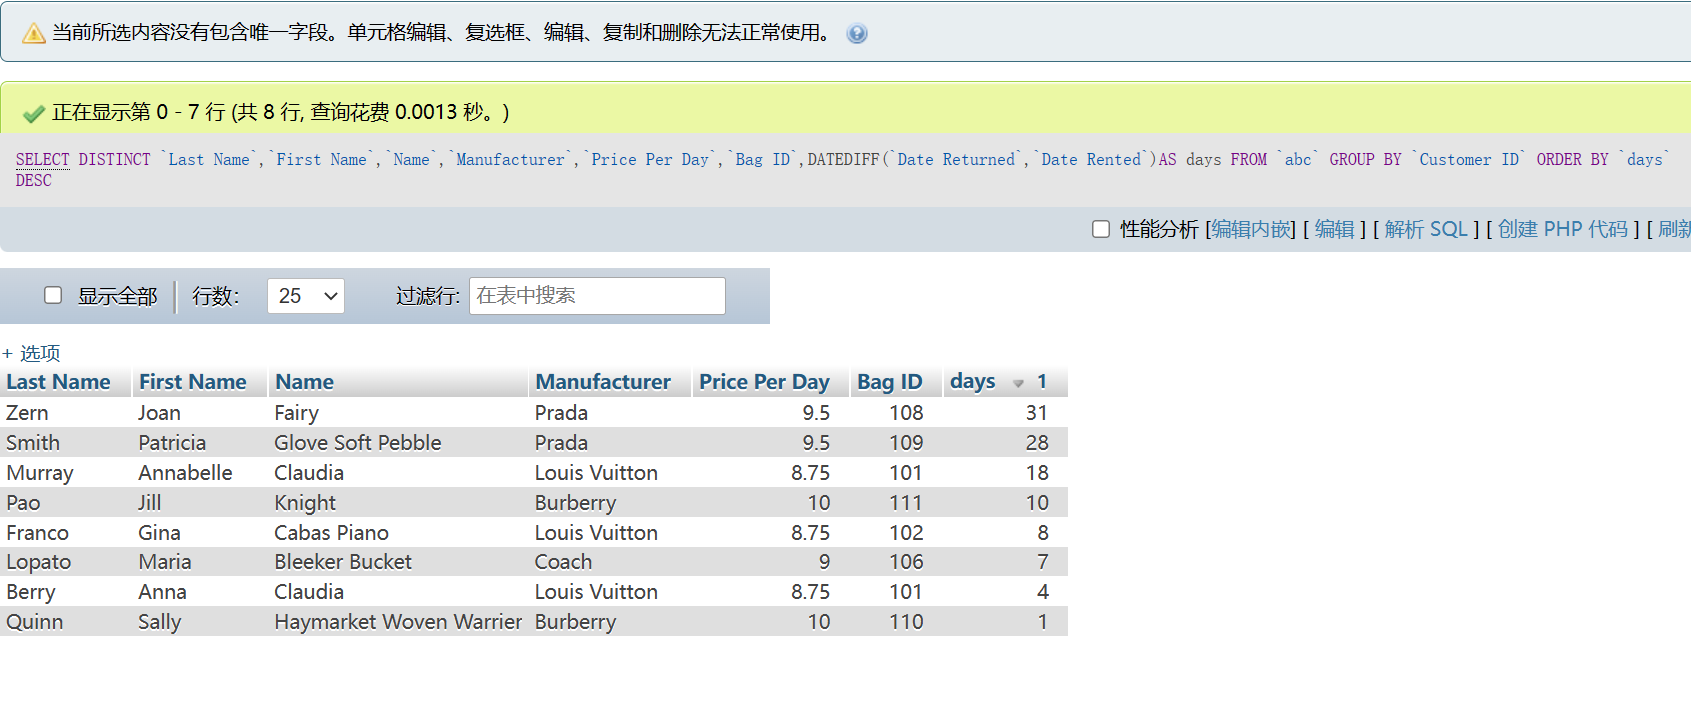 当前所选内容没有包含唯一字段。单元格编辑、复选框、编辑、复制和删除无法正常使用。
正在显示第 0 - 7 行 (共 8 行, 查询花费 0.0013 秒。)
SELECT DISTINCT `Last Name`,`First Name`,`Name`,`Manufacturer`,`Price Per Day`,`Bag ID`,DATEDIFF(`Date Returned`,`Date Rented`)AS days FROM `abc` GROUP BY `Customer ID` ORDER BY `days`
DESC
性能分析 [编辑内嵌] [ 编辑 ] [ 解析 SQL ] [ 创建 PHP 代码 ] [ 刷新
显示全部 行数: 25 过滤行: 在表中搜索
+ 选项
Last Name First Name Name Manufacturer Price Per Day Bag ID days 1
Zern Joan Fairy Prada 9.5 108 31
Smith Patricia Glove Soft Pebble Prada 9.5 109 28
Murray Annabelle Claudia Louis Vuitton 8.75 101 18
Pao Jill Knight Burberry 10 111 10
Franco Gina Cabas Piano Louis Vuitton 8.75 102 8
Lopato Maria Bleeker Bucket Coach 9 106 7
Berry Anna Claudia Louis Vuitton 8.75 101 4
Quinn Sally Haymarket Woven Warrier Burberry 10 110 1